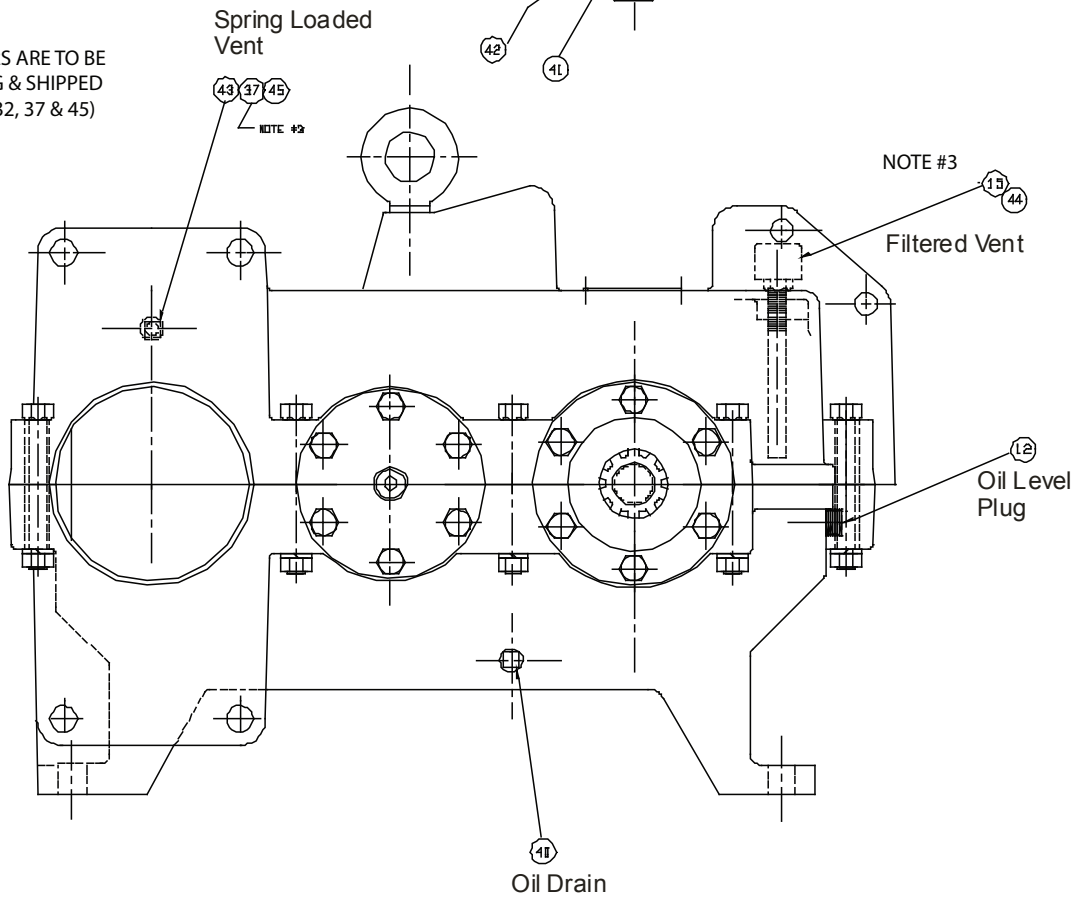 Spring Loaded
Vent
S ARE TO BE
G & SHIPPED
32, 37 & 45)
43 37 45
42
41
NOTE #3
15
44
Filtered Vent
12
Oil Level
Plug
Oil Drain